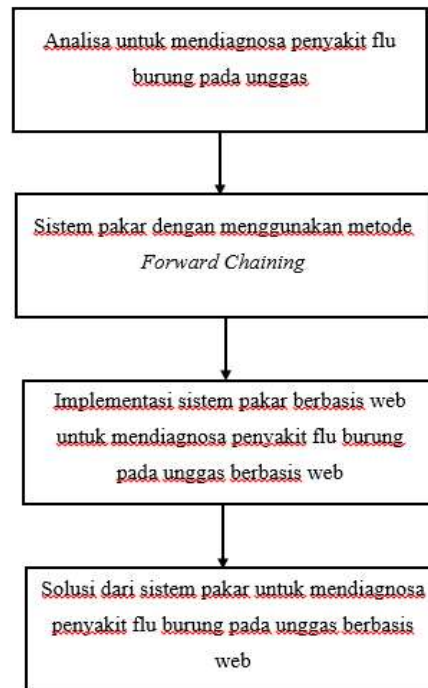 Analisa untuk mendiagnosa penyakit flu
burung pada unggas
Sistem pakar dengan menggunakan metode
Forward Chaining
Implementasi sistem pakar berbasis web
untuk mendiagnosa penyakit flu burung
pada unggas berbasis web
Solusi dari sistem pakar untuk mendiagnosa
penyakit flu burung pada unggas berbasis
web